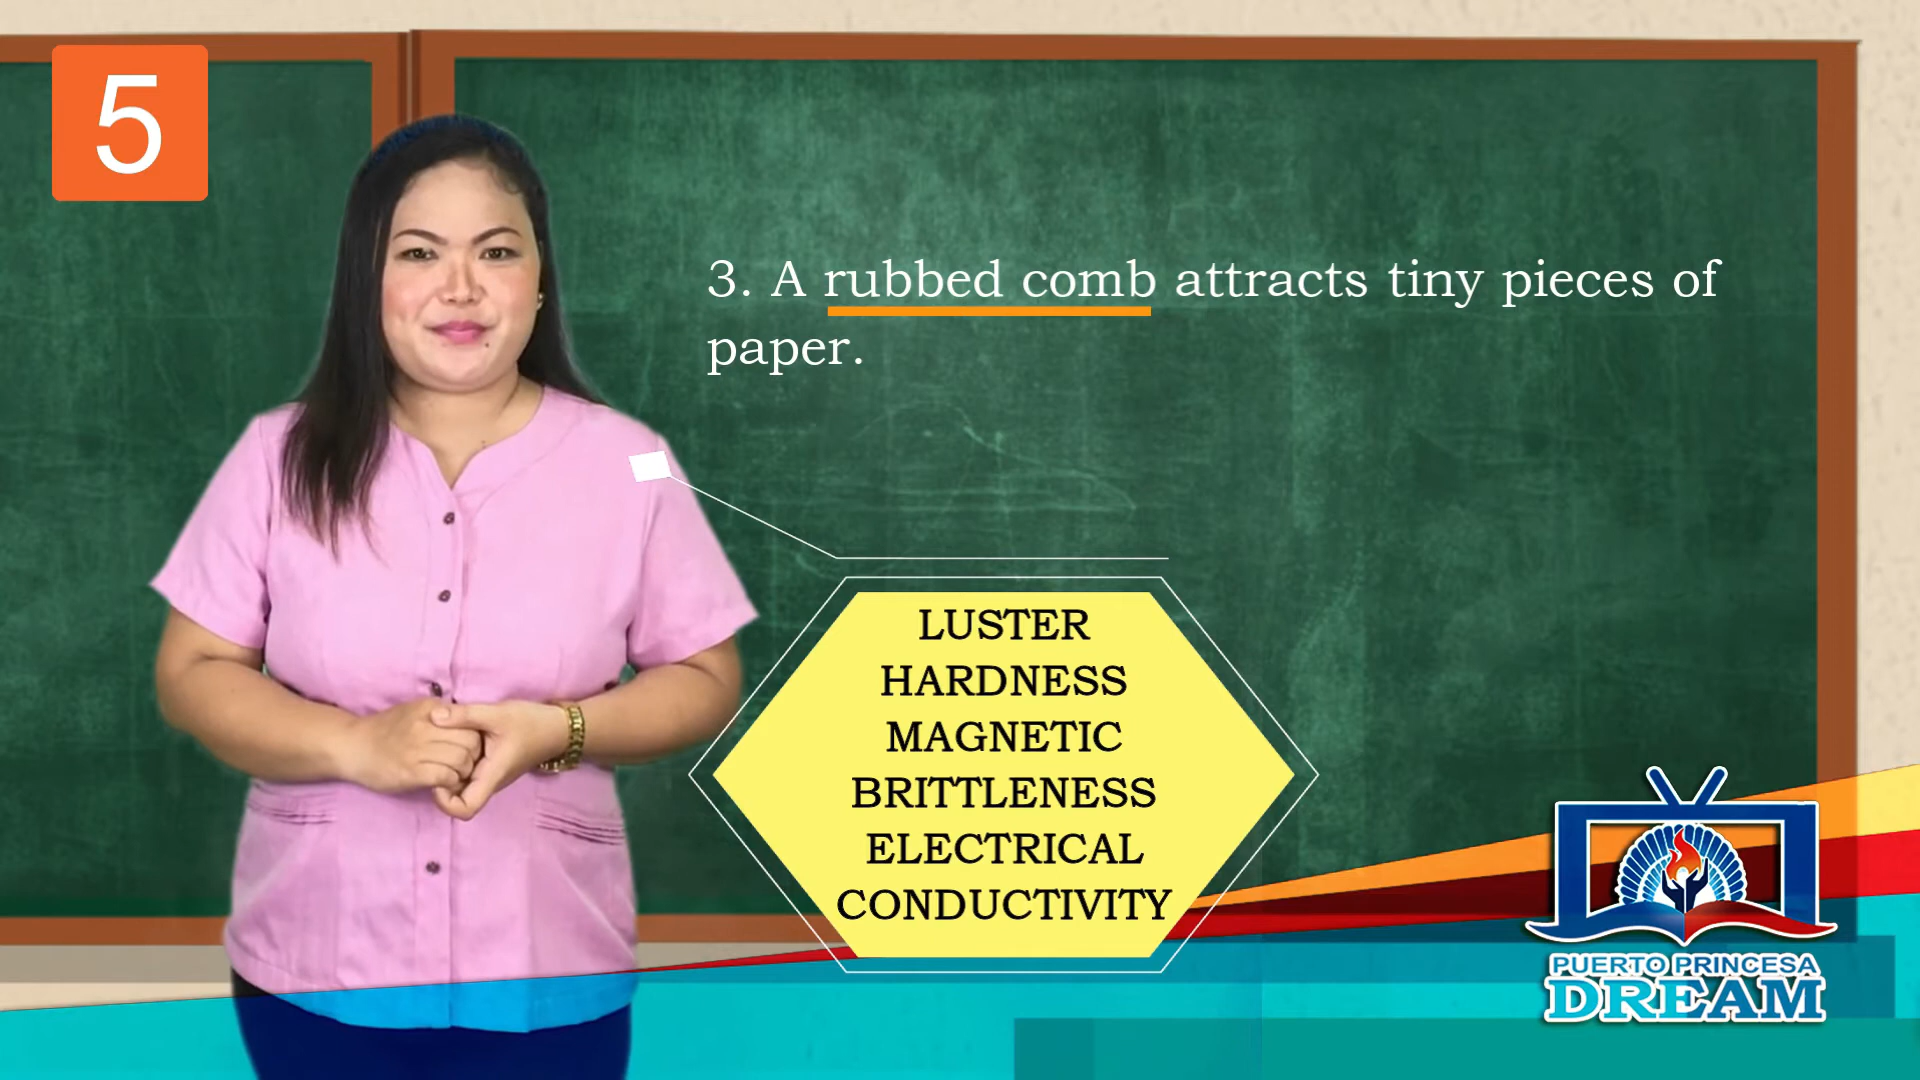 5
3. A rubbed comb attracts tiny pieces of
paper.
LUSTER
HARDNESS
MAGNETIC
BRITTLENESS
ELECTRICAL
CONDUCTIVITY
PUERTO PRINCESA
DREAM